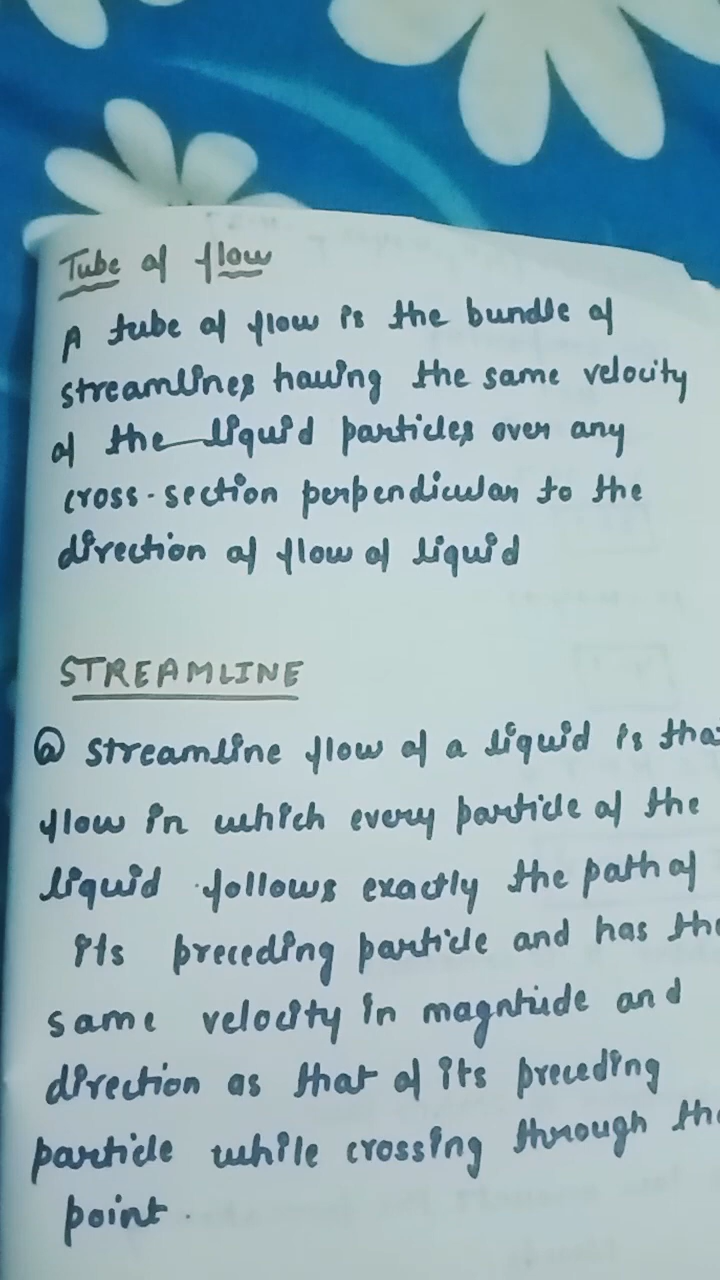 Tube of flow
A tube of flow is the bundle of
streamlines having the same velocity
of the liquid particles over any
cross-section perpendicular to the
direction of flow of liquid
STREAMLINE
@ streamline flow of a liquid is tha
flow in which every particle of the
liquid follows exactly the path of
its preceding particle and has the
same velocity in magntiude and
direction as that of its preceding
particle while crossing through the
point.